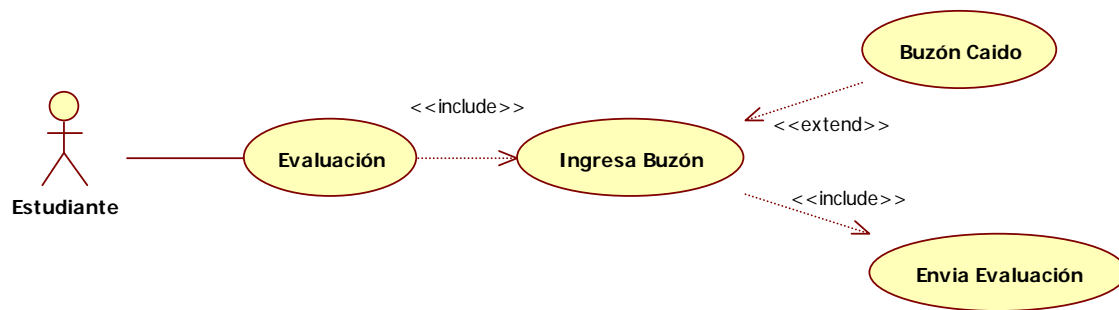 Buzón Caido
<<include>>
<<extend>>
Evaluación
Ingresa Buzón
<<include>>
Estudiante
Envia Evaluación